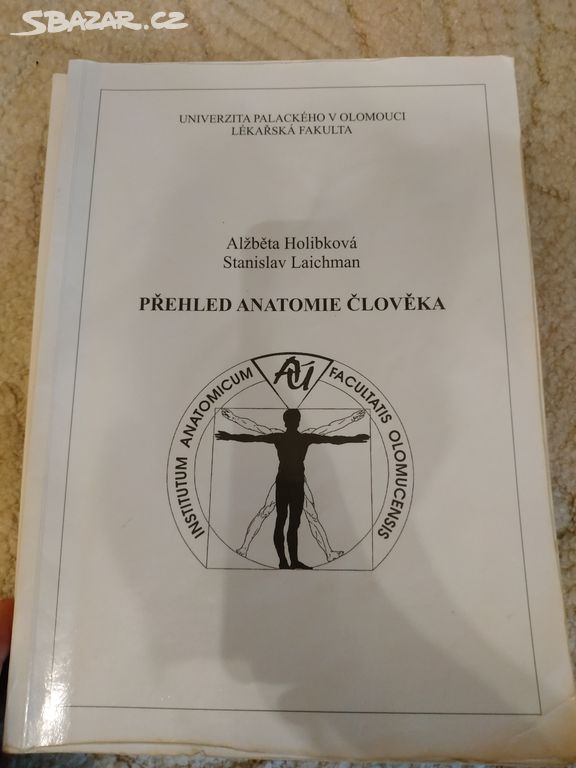 SBAZAR.CZ
UNIVERZITA PALACKÉHO V OLOMOUCI
LÉKAŘSKÁ FAKULTA
Alžběta Holibková
Stanislav Laichman
PŘEHLED ANATOMIE ČLOVĚKA
AÚ
INSTITUTUM ANATOMICUM FACULTATIS OLOMUCENSIS